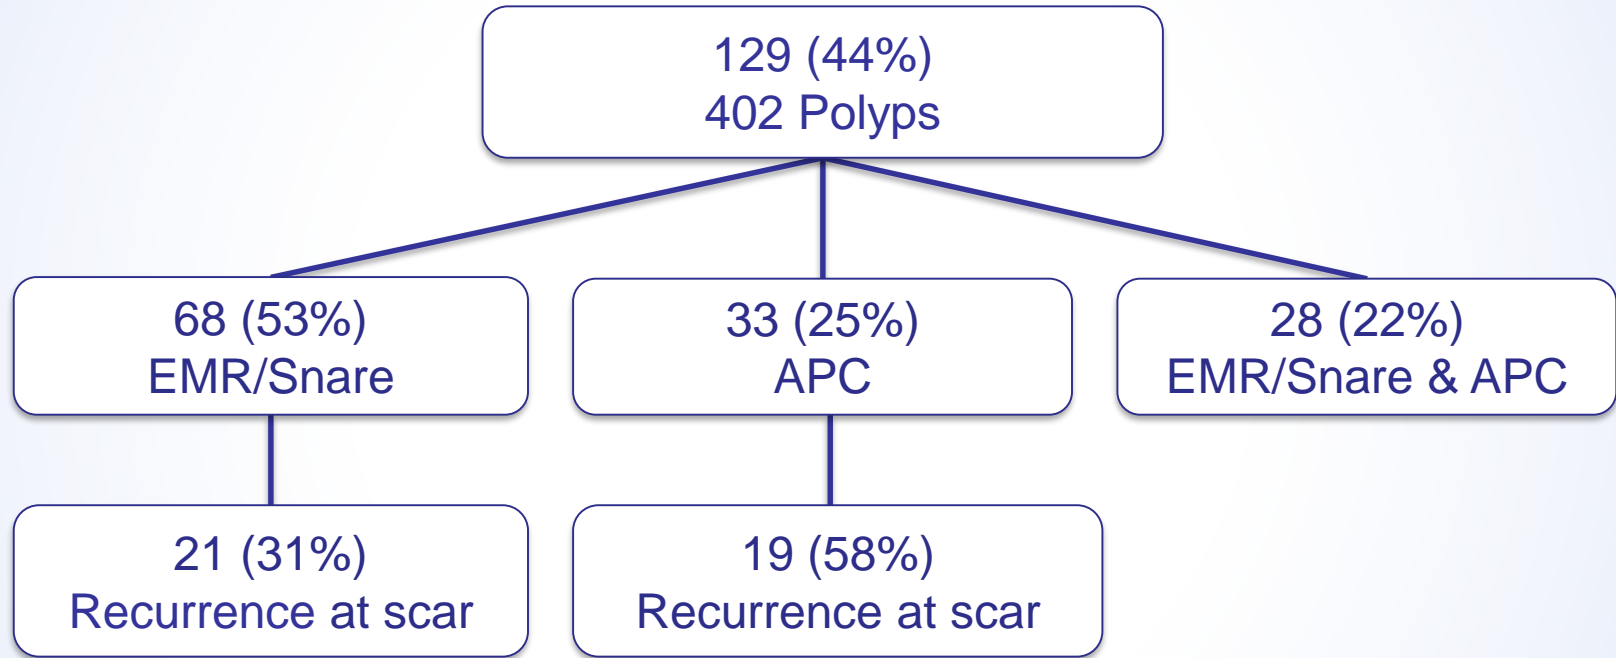 129 (44%)
402 Polyps
68 (53%)
EMR/Snare
33 (25%)
APC
28 (22%)
EMR/Snare & APC
21 (31%)
Recurrence at scar
19 (58%)
Recurrence at scar